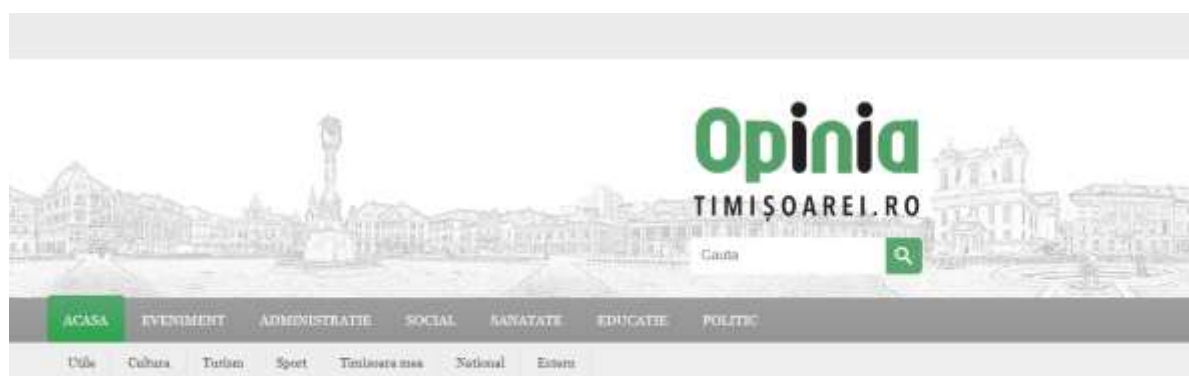 Opinia
TIMIȘOAREI.RO
Cauta
ACASA EVENIMENT ADMINISTRATIE SOCIAL SANATATE EDUCATIE POLITIC
Utile Cultura Turism Sport Timisoara mea National Extern